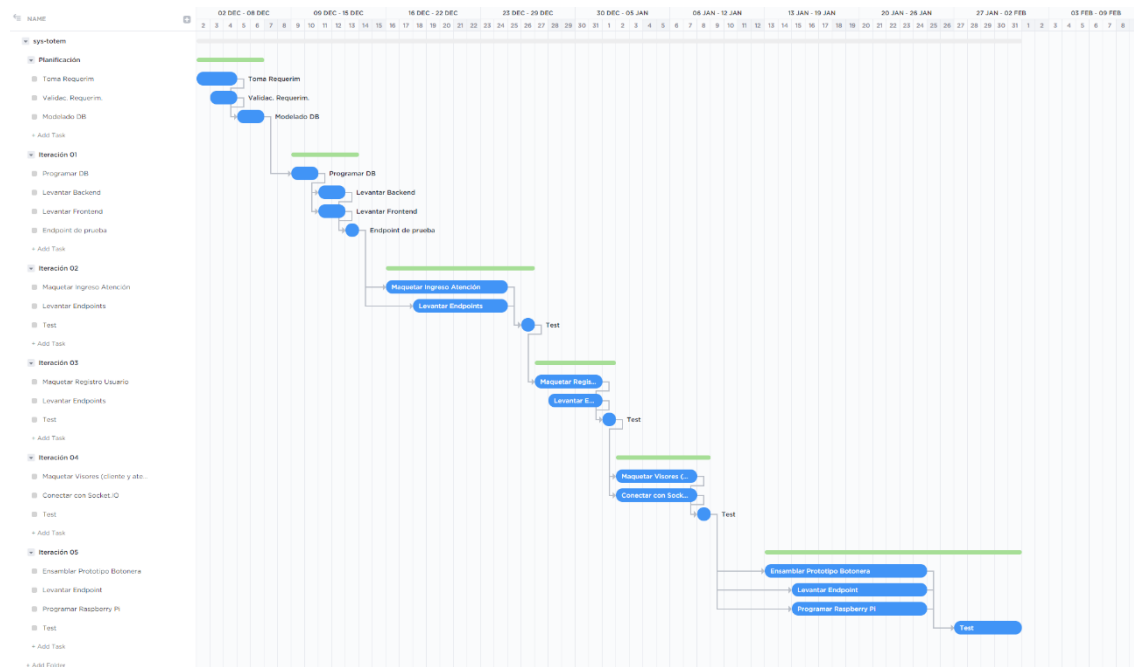 NAME
02 DEC - 08 DEC 09 DEC - 15 DEC 16 DEC - 22 DEC 23 DEC - 29 DEC 30 DEC - 05 JAN 06 JAN - 12 JAN 13 JAN - 19 JAN 20 JAN - 26 JAN 27 JAN - 02 FEB 03 FEB - 09 FEB
2 3 4 5 6 7 8 9 10 11 12 13 14 15 16 17 18 19 20 21 22 23 24 25 26 27 28 29 30 31 1 2 3 4 5 6 7 8 9 10 11 12 13 14 15 16 17 18 19 20 21 22 23 24 25 26 27 28 29 30 31 1 2 3 4 5 6 7 8
sys-totem
Planificación
Toma Requerim Toma Requerim
Validac. Requerim. Validac. Requerim.
Modelado DB Modelado DB
+ Add Task
Iteración 01
Programar DB Programar DB
Levantar Backend Levantar Backend
Levantar Frontend Levantar Frontend
Endpoint de prueba Endpoint de prueba
+ Add Task
Iteración 02
Maquetar Ingreso Atención Maquetar Ingreso Atención
Levantar Endpoints Levantar Endpoints
Test Test
+ Add Task
Iteración 03
Maquetar Registro Usuario Maquetar Regis...
Levantar Endpoints Levantar E...
Test Test
+ Add Task
Iteración 04
Maquetar Visores (cliente y ate... Maquetar Visores (...
Conectar con Socket.IO Conectar con Sock...
Test Test
+ Add Task
Iteración 05
Ensamblar Prototipo Botonera Ensamblar Prototipo Botonera
Levantar Endpoint Levantar Endpoint
Programar Raspberry Pi Programar Raspberry Pi
Test Test
+ Add Task
+ Add Folder